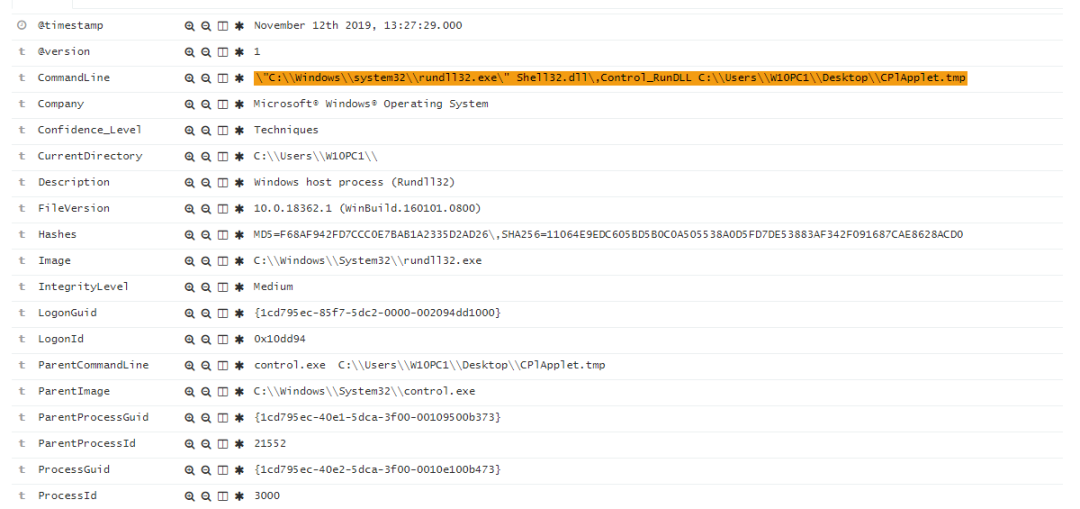 @timestamp November 12th 2019, 13:27:29.000
t @version 1
t CommandLine \"C:\\Windows\\system32\\rundll32.exe\" Shell32.dll\,Control_RunDLL C:\\Users\\W10PC1\\Desktop\\CPlApplet.tmp
t Company Microsoft® Windows® Operating System
t Confidence_Level Techniques
t CurrentDirectory C:\\Users\\W10PC1\\
t Description Windows host process (Rundll32)
t FileVersion 10.0.18362.1 (WinBuild.160101.0800)
t Hashes MD5=F68AF942FD7CCC0E7BAB1A2335D2AD26\,SHA256=11064E9EDC605BD5B0C0A505538A0D5FD7DE53883AF342F091687CAE8628ACD0
t Image C:\\Windows\\System32\\rundll32.exe
t IntegrityLevel Medium
t LogonGuid {1cd795ec-85f7-5dc2-0000-002094dd1000}
t LogonId 0x10dd94
t ParentCommandLine control.exe  C:\\Users\\W10PC1\\Desktop\\CPlApplet.tmp
t ParentImage C:\\Windows\\System32\\control.exe
t ParentProcessGuid {1cd795ec-40e1-5dca-3f00-00109500b373}
t ParentProcessId 21552
t ProcessGuid {1cd795ec-40e2-5dca-3f00-0010e100b473}
t ProcessId 3000